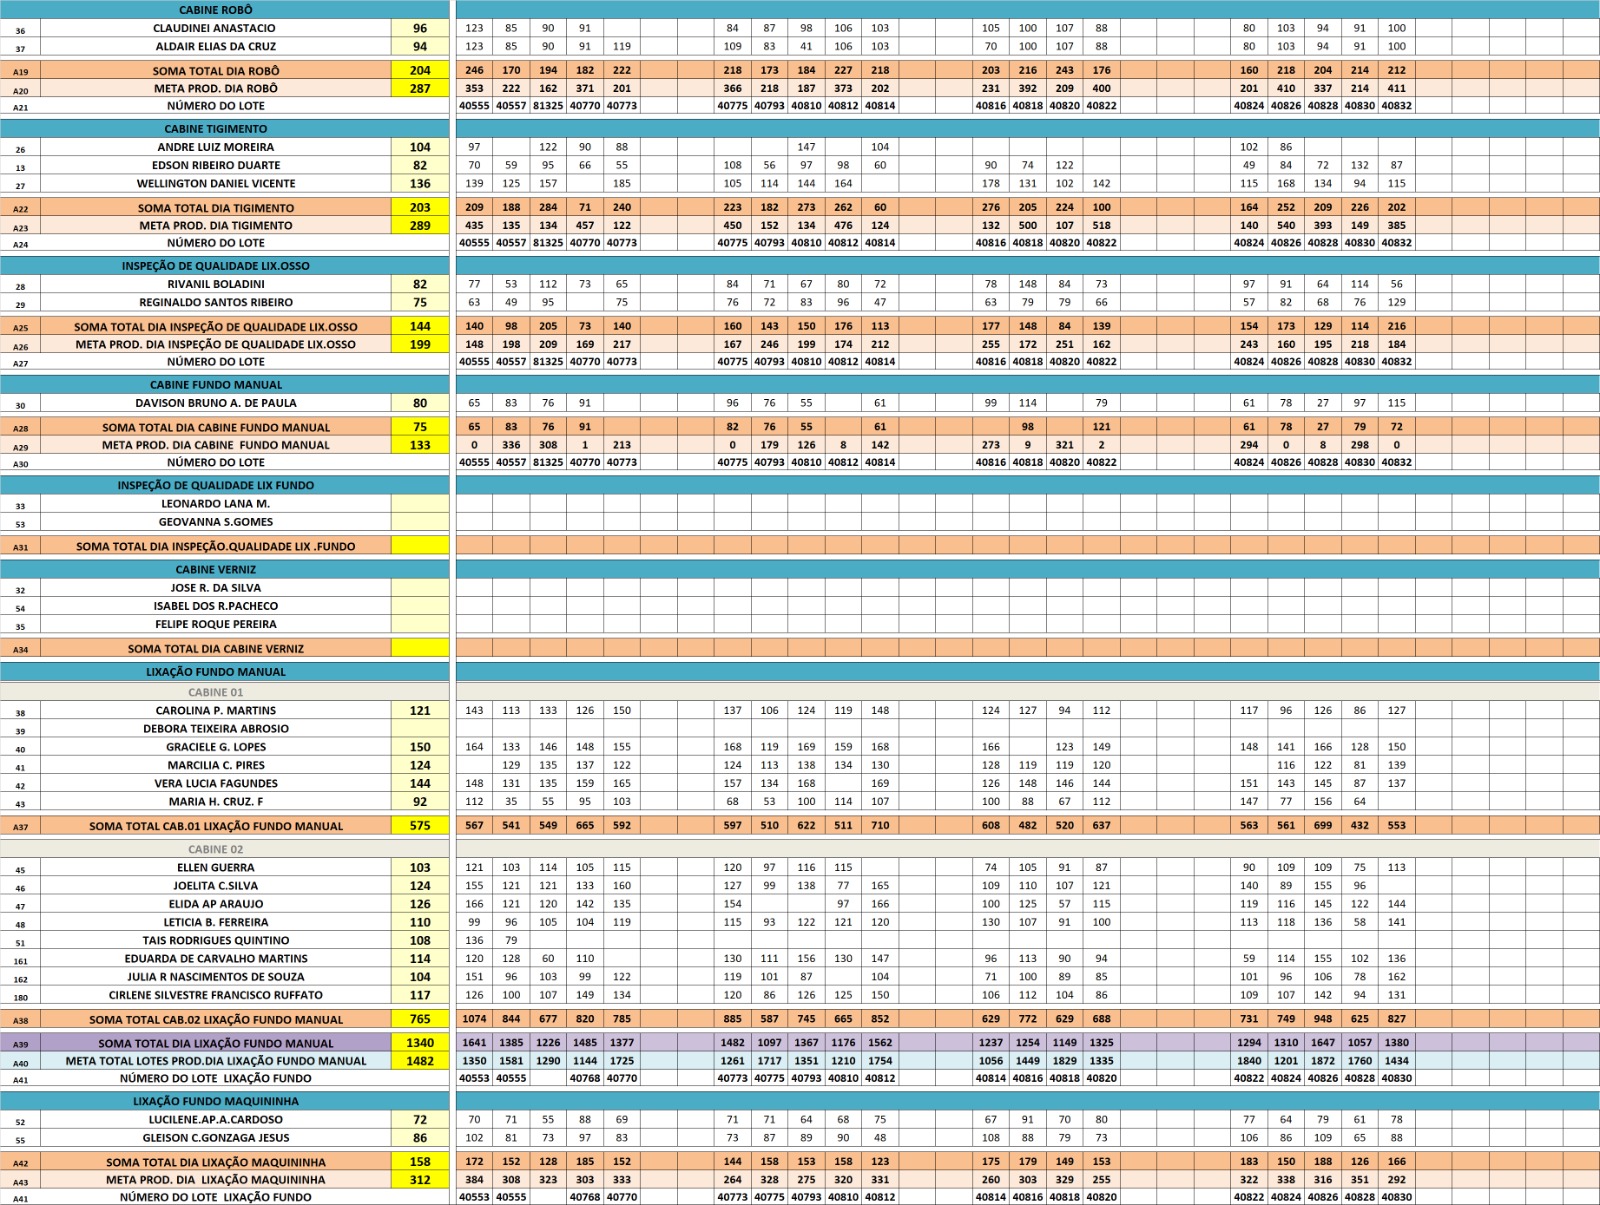 CABINE ROBÔ
36 CLAUDINEI ANASTACIO 96 123 85 90 91 84 87 98 106 103 105 100 107 88 80 103 94 91 100
37 ALDAIR ELIAS DA CRUZ 94 123 85 90 91 119 109 83 41 106 103 70 100 107 88 80 103 94 91 100
A19 SOMA TOTAL DIA ROBÔ 204 246 170 194 182 222 218 173 184 227 218 203 216 243 176 160 218 204 214 212
A20 META PROD. DIA ROBÔ 287 353 222 162 371 201 366 218 187 373 202 231 392 209 400 201 410 337 214 411
A21 NÚMERO DO LOTE 40555 40557 81325 40770 40773 40775 40793 40810 40812 40814 40816 40818 40820 40822 40824 40826 40828 40830 40832
CABINE TIGIMENTO
26 ANDRE LUIZ MOREIRA 104 97 122 90 88 147 104 102 86
13 EDSON RIBEIRO DUARTE 82 70 59 95 66 55 108 56 97 98 60 90 74 122 49 84 72 132 87
27 WELLINGTON DANIEL VICENTE 136 139 125 157 185 105 114 144 164 178 131 102 142 115 168 134 94 115
A22 SOMA TOTAL DIA TIGIMENTO 203 209 188 284 71 240 223 182 273 262 60 276 205 224 100 164 252 209 226 202
A23 META PROD. DIA TIGIMENTO 289 435 135 134 457 122 450 152 134 476 124 132 500 107 518 140 540 393 149 385
A24 NÚMERO DO LOTE 40555 40557 81325 40770 40773 40775 40793 40810 40812 40814 40816 40818 40820 40822 40824 40826 40828 40830 40832
INSPEÇÃO DE QUALIDADE LIX.OSSO
28 RIVANIL BOLADINI 82 77 53 112 73 65 84 71 67 80 72 78 148 84 73 97 91 64 114 56
29 REGINALDO SANTOS RIBEIRO 75 63 49 95 75 76 72 83 96 47 63 79 79 66 57 82 68 76 129
A25 SOMA TOTAL DIA INSPEÇÃO DE QUALIDADE LIX.OSSO 144 140 98 205 73 140 160 143 150 176 113 177 148 84 139 154 173 129 114 216
A26 META PROD. DIA INSPEÇÃO DE QUALIDADE LIX.OSSO 199 148 198 209 169 217 167 246 199 174 212 255 172 251 162 243 160 195 218 184
A27 NÚMERO DO LOTE 40555 40557 81325 40770 40773 40775 40793 40810 40812 40814 40816 40818 40820 40822 40824 40826 40828 40830 40832
CABINE FUNDO MANUAL
30 DAVISON BRUNO A. DE PAULA 80 65 83 76 91 96 76 55 61 99 114 79 61 78 27 97 115
A28 SOMA TOTAL DIA CABINE FUNDO MANUAL 75 65 83 76 91 82 76 55 61 98 121 61 78 27 79 72
A29 META PROD. DIA CABINE FUNDO MANUAL 133 0 336 308 1 213 0 179 126 8 142 273 9 321 2 294 0 8 298 0
A30 NÚMERO DO LOTE 40555 40557 81325 40770 40773 40775 40793 40810 40812 40814 40816 40818 40820 40822 40824 40826 40828 40830 40832
INSPEÇÃO DE QUALIDADE LIX FUNDO
33 LEONARDO LANA M.
53 GEOVANNA S.GOMES
A31 SOMA TOTAL DIA INSPEÇÃO.QUALIDADE LIX .FUNDO
CABINE VERNIZ
32 JOSE R. DA SILVA
54 ISABEL DOS R.PACHECO
35 FELIPE ROQUE PEREIRA
A34 SOMA TOTAL DIA CABINE VERNIZ
LIXAÇÃO FUNDO MANUAL
CABINE 01
38 CAROLINA P. MARTINS 121 143 113 133 126 150 137 106 124 119 148 124 127 94 112 117 96 126 86 127
39 DEBORA TEIXEIRA ABROSIO
40 GRACIELE G. LOPES 150 164 133 146 148 155 168 119 169 159 168 166 123 149 148 141 166 128 150
41 MARCILIA C. PIRES 124 129 135 137 122 124 113 138 134 130 128 119 119 120 116 122 81 139
42 VERA LUCIA FAGUNDES 144 148 131 135 159 165 157 134 168 169 126 148 146 144 151 143 145 87 137
43 MARIA H. CRUZ. F 92 112 35 55 95 103 68 53 100 114 107 100 88 67 112 147 77 156 64
A37 SOMA TOTAL CAB.01 LIXAÇÃO FUNDO MANUAL 575 567 541 549 665 592 597 510 622 511 710 608 482 520 637 563 561 699 432 553
CABINE 02
45 ELLEN GUERRA 103 121 103 114 105 115 120 97 116 115 74 105 91 87 90 109 109 75 113
46 JOELITA C.SILVA 124 155 121 121 133 160 127 99 138 77 165 109 110 107 121 140 89 155 96
47 ELIDA AP ARAUJO 126 166 121 120 142 135 154 97 166 100 125 57 115 119 116 145 122 144
48 LETICIA B. FERREIRA 110 99 96 105 104 119 115 93 122 121 120 130 107 91 100 113 118 136 58 141
51 TAIS RODRIGUES QUINTINO 108 136 79
161 EDUARDA DE CARVALHO MARTINS 114 120 128 60 110 130 111 156 130 147 96 113 90 94 59 114 155 102 136
162 JULIA R NASCIMENTOS DE SOUZA 104 151 96 103 99 122 119 101 87 104 71 100 89 85 101 96 106 78 162
180 CIRLENE SILVESTRE FRANCISCO RUFFATO 117 126 100 107 149 134 120 86 126 125 150 106 112 104 86 109 107 142 94 131
A38 SOMA TOTAL CAB.02 LIXAÇÃO FUNDO MANUAL 765 1074 844 677 820 785 885 587 745 665 852 629 772 629 688 731 749 948 625 827
A39 SOMA TOTAL DIA LIXAÇÃO FUNDO MANUAL 1340 1641 1385 1226 1485 1377 1482 1097 1367 1176 1562 1237 1254 1149 1325 1294 1310 1647 1057 1380
A40 META TOTAL LOTES PROD.DIA LIXAÇÃO FUNDO MANUAL 1482 1350 1581 1290 1144 1725 1261 1717 1351 1210 1754 1056 1449 1829 1335 1840 1201 1872 1760 1434
A41 NÚMERO DO LOTE LIXAÇÃO FUNDO 40553 40555 40768 40770 40773 40775 40793 40810 40812 40814 40816 40818 40820 40822 40824 40826 40828 40830
LIXAÇÃO FUNDO MAQUININHA
52 LUCILENE.AP.A.CARDOSO 72 70 71 55 88 69 71 71 64 68 75 67 91 70 80 77 64 79 61 78
55 GLEISON C.GONZAGA JESUS 86 102 81 73 97 83 73 87 89 90 48 108 88 79 73 106 86 109 65 88
A42 SOMA TOTAL DIA LIXAÇÃO MAQUININHA 158 172 152 128 185 152 144 158 153 158 123 175 179 149 153 183 150 188 126 166
A43 META PROD. DIA LIXAÇÃO MAQUININHA 312 384 308 323 303 333 264 328 275 320 331 260 303 329 255 322 338 316 351 292
A41 NÚMERO DO LOTE LIXAÇÃO FUNDO 40553 40555 40768 40770 40773 40775 40793 40810 40812 40814 40816 40818 40820 40822 40824 40826 40828 40830